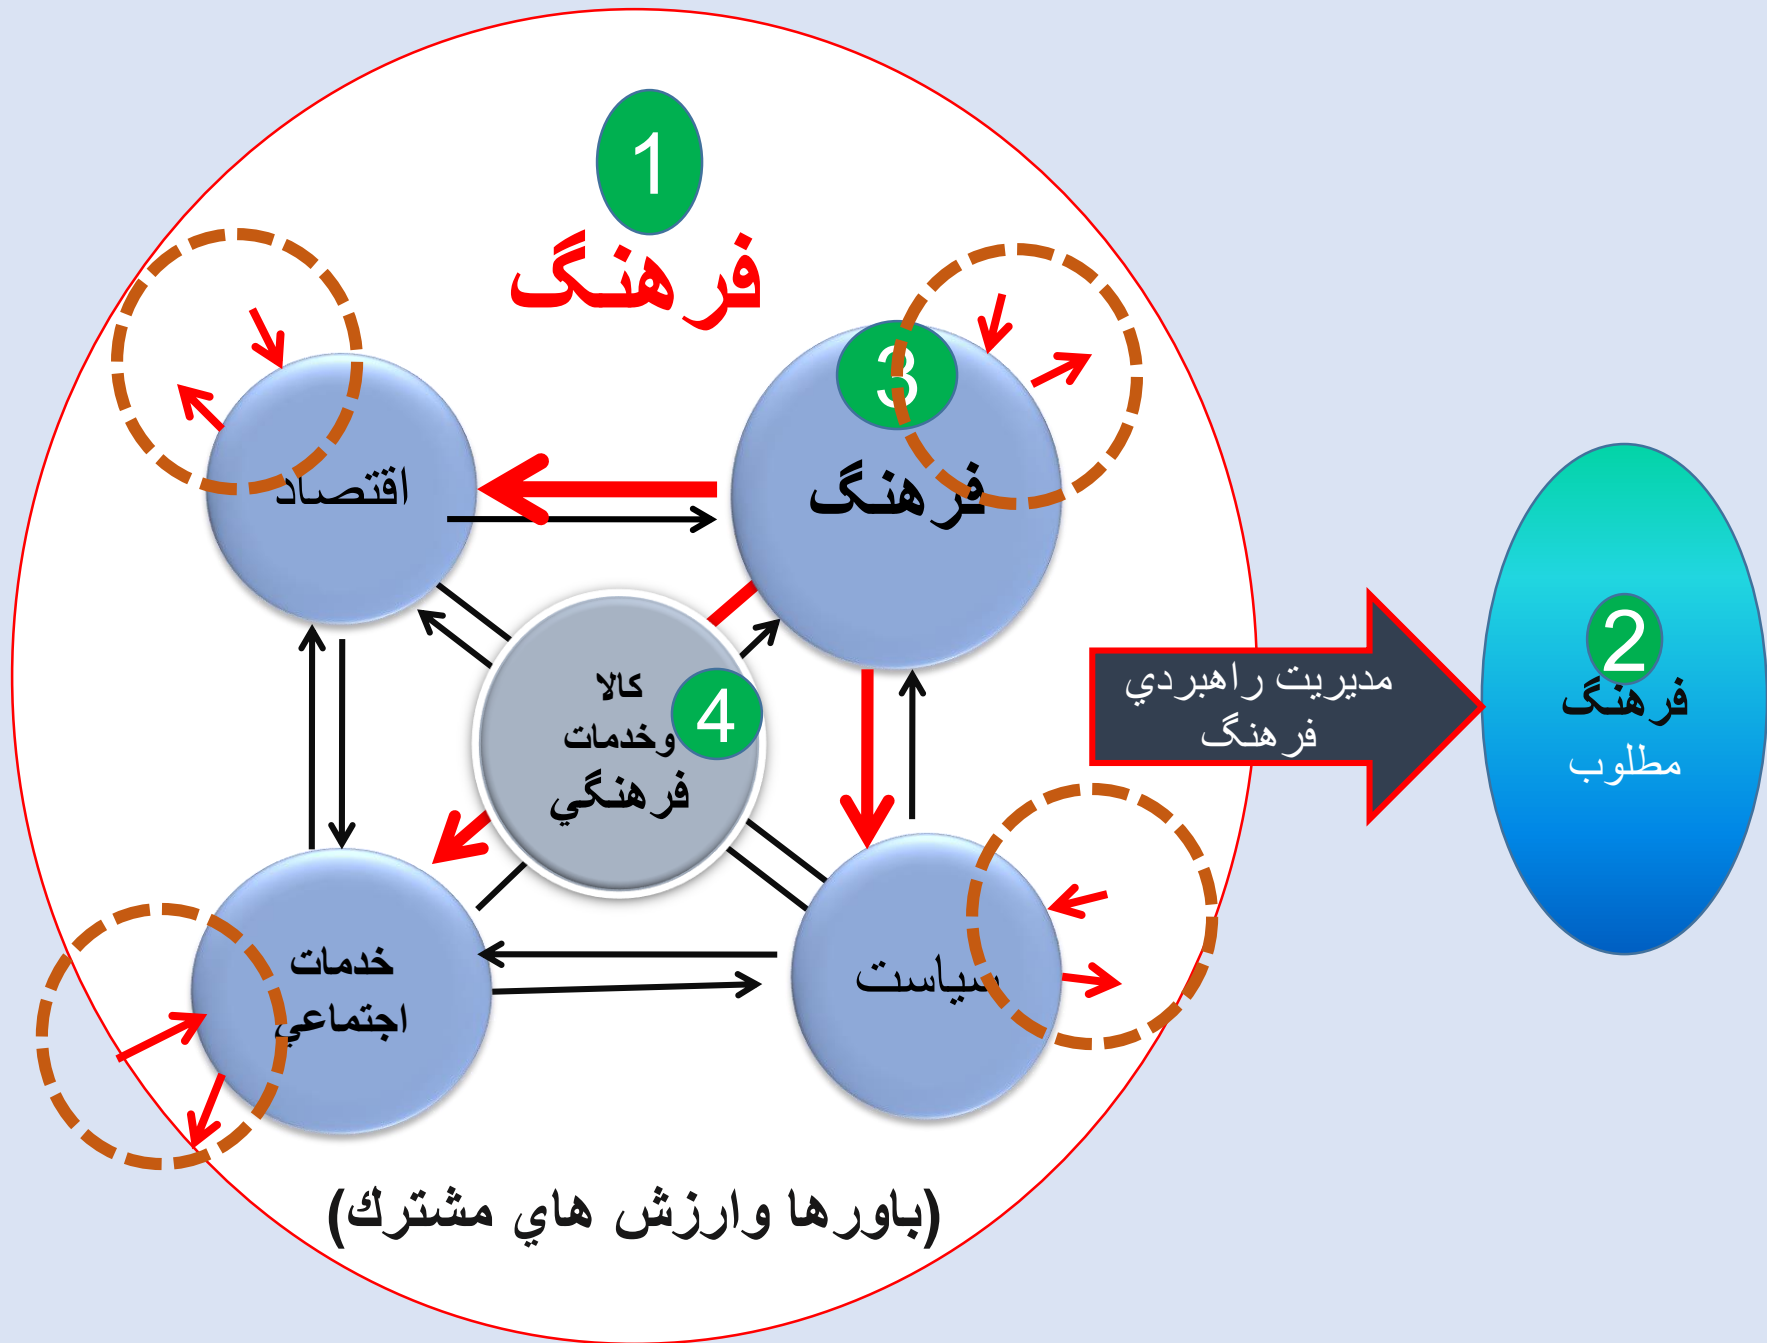 1
فرهنگ
3
فرهنگ
اقتصاد
كالا
وخدمات
فرهنگي
4
مديريت راهبردي
فرهنگ
2
فرهنگ
مطلوب
خدمات
اجتماعي
سياست
(باورها وارزش هاي مشترك)